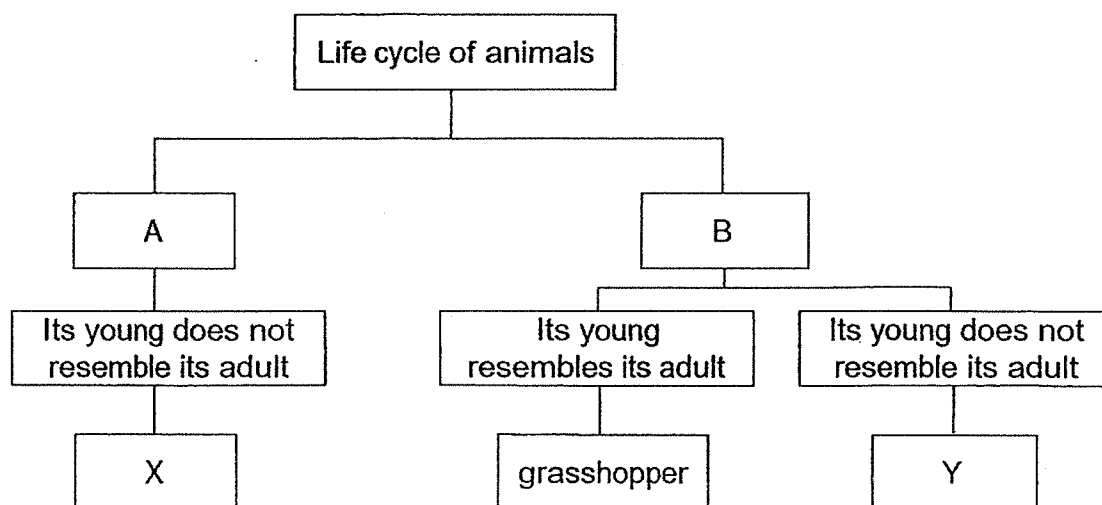 Life cycle of animals
A
B
Its young does not
resemble its adult
Its young
resembles its adult
Its young does not
resemble its adult
X
grasshopper
Y